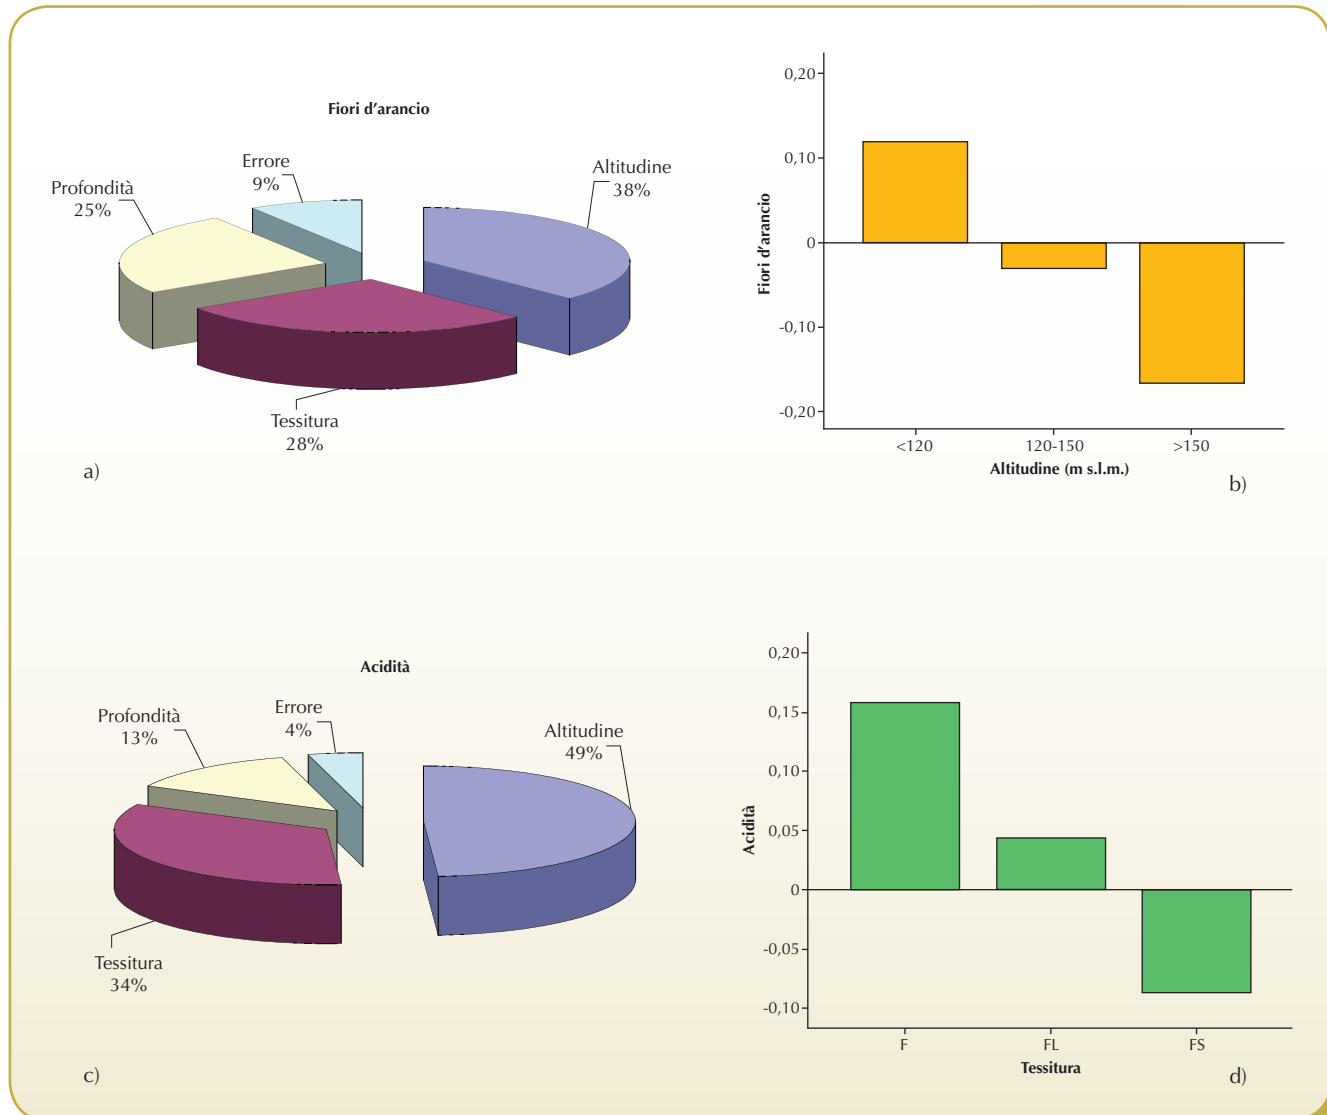 Fiori d'arancio
Errore
9%
Altitudine
38%
Profondità
25%
Tessitura
28%
a)
0,20
0,10
0
-0,10
-0,20
Fiori d'arancio
<120 120-150 >150
Altitudine (m s.l.m.)
b)
Acidità
Errore
4%
Profondità
13%
Altitudine
49%
Tessitura
34%
c)
0,20
0,15
0,10
0,05
0
-0,05
-0,10
Acidità
F FL FS
Tessitura
d)